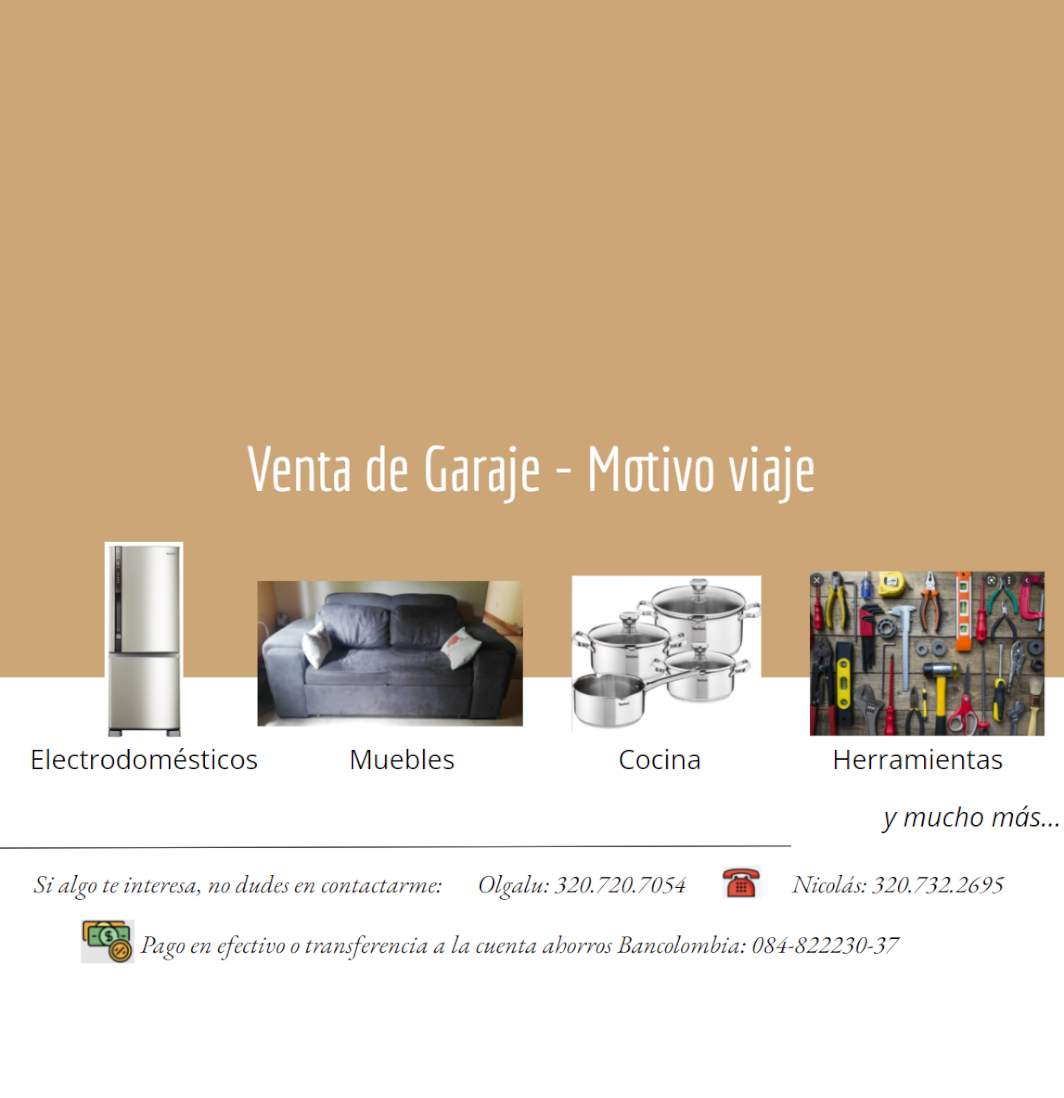 Venta de Garaje - Motivo viaje
Electrodomésticos
Muebles
Cocina
Herramientas
y mucho más...
Si algo te interesa, no dudes en contactarme: Olgalu: 320.720.7054 Nicolás: 320.732.2695
Pago en efectivo o transferencia a la cuenta ahorros Bancolombia: 084-822230-37